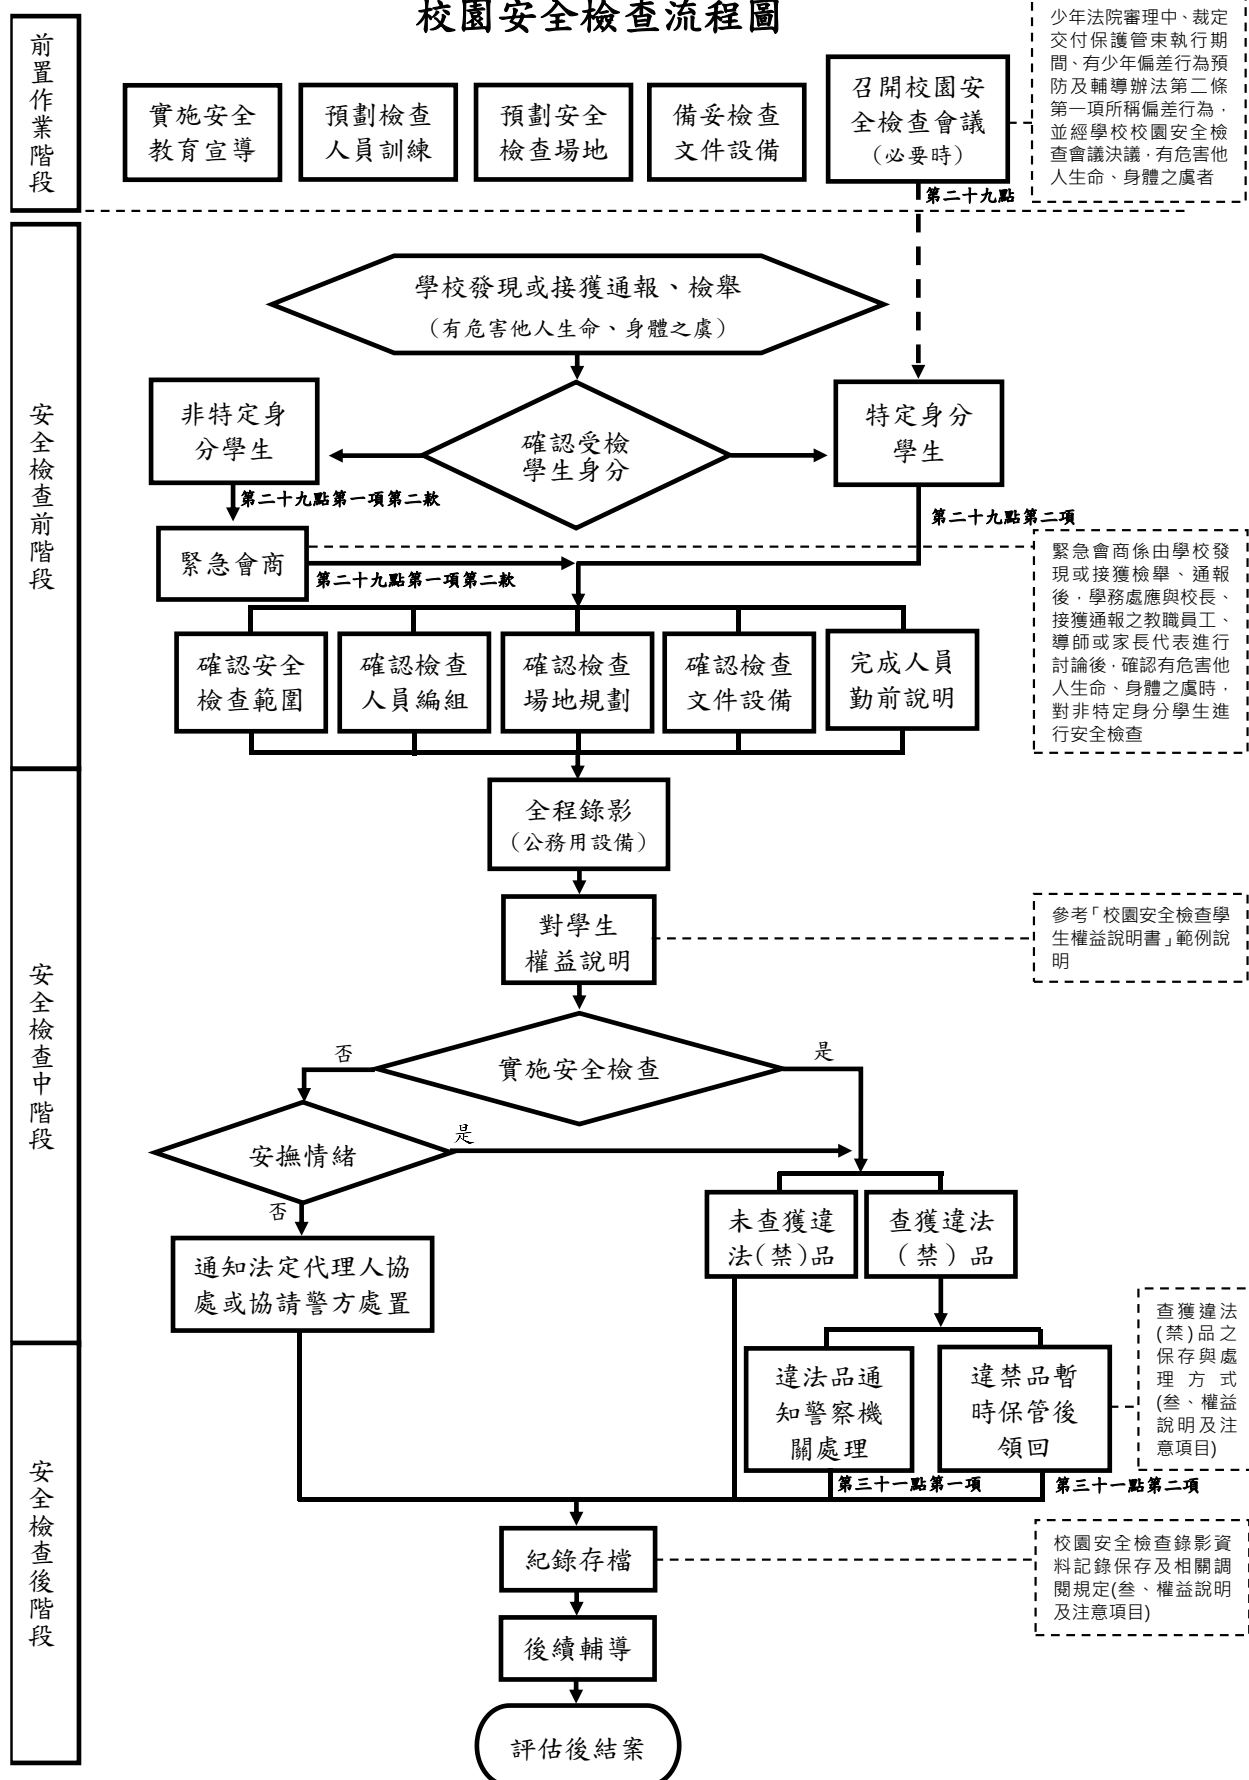 校園安全檢查流程圖
前置作業階段
實施安全
教育宣導
預劃檢查
人員訓練
預劃安全
檢查場地
備妥檢查
文件設備
召開校園安
全檢查會議
（必要時）
少年法院審理中、裁定
交付保護管束執行期
間、有少年偏差行為預
防及輔導辦法第二條
第一項所稱偏差行為，
並經學校校園安全檢
查會議決議，有危害他
人生命、身體之虞者
第二十九點
安全檢查前階段
學校發現或接獲通報、檢舉
（有危害他人生命、身體之虞）
非特定身
分學生
確認受檢
學生身分
特定身分
學生
第二十九點第一項第二款
第二十九點第二項
緊急會商
第二十九點第一項第二款
緊急會商係由學校發
現或接獲檢舉、通報
後，學務處應與校長、
接獲通報之教職員工、
導師或家長代表進行
討論後，確認有危害他
人生命、身體之虞時，
對非特定身分學生進
行安全檢查
確認安全
檢查範圍
確認檢查
人員編組
確認檢查
場地規劃
確認檢查
文件設備
完成人員
勤前說明
安全檢查中階段
全程錄影
（公務用設備）
對學生
權益說明
參考「校園安全檢查學
生權益說明書」範例說
明
實施安全檢查
否
是
安撫情緒
是
否
通知法定代理人協
處或協請警方處置
未查獲違
法(禁)品
查獲違法
（禁）品
查獲違法
(禁)品之
保存與處
理方式
(叁、權益
說明及注
意項目)
安全檢查後階段
違法品通
知警察機
關處理
違禁品暫
時保管後
領回
第三十一點第一項
第三十一點第二項
紀錄存檔
校園安全檢查錄影資
料記錄保存及相關調
閱規定(叁、權益說明
及注意項目)
後續輔導
評估後結案